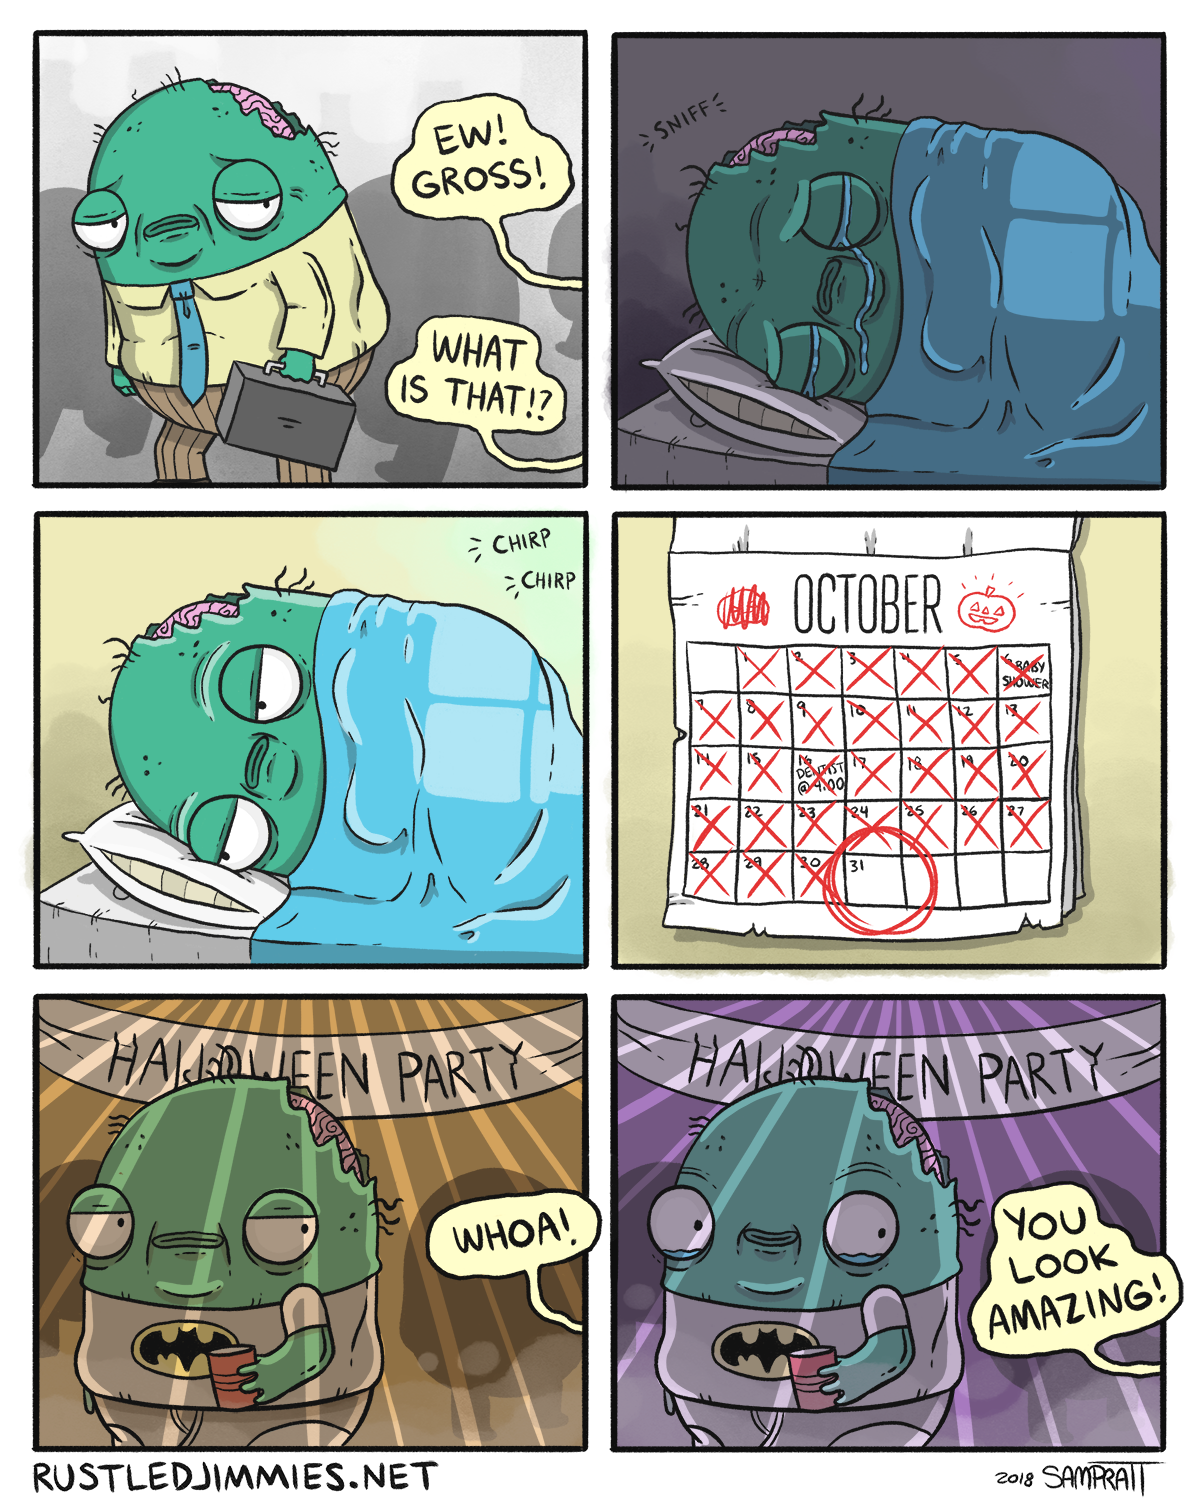 EW!
GROSS!
WHAT
IS THAT!?
SNIFF
CHIRP
CHIRP
OCTOBER
1 2 3 4 5 6 BABY
SHOWER
7 8 9 10 11 12 13
14 15 16 17 18 19 20
DENTIST
@ 4:00
21 22 23 24 25 26 27
28 29 30 31
HALLOWEEN PARTY
WHOA!
HALLOWEEN PARTY
YOU
LOOK
AMAZING!
RUSTLEDJIMMIES.NET
2018 SAMPRATT